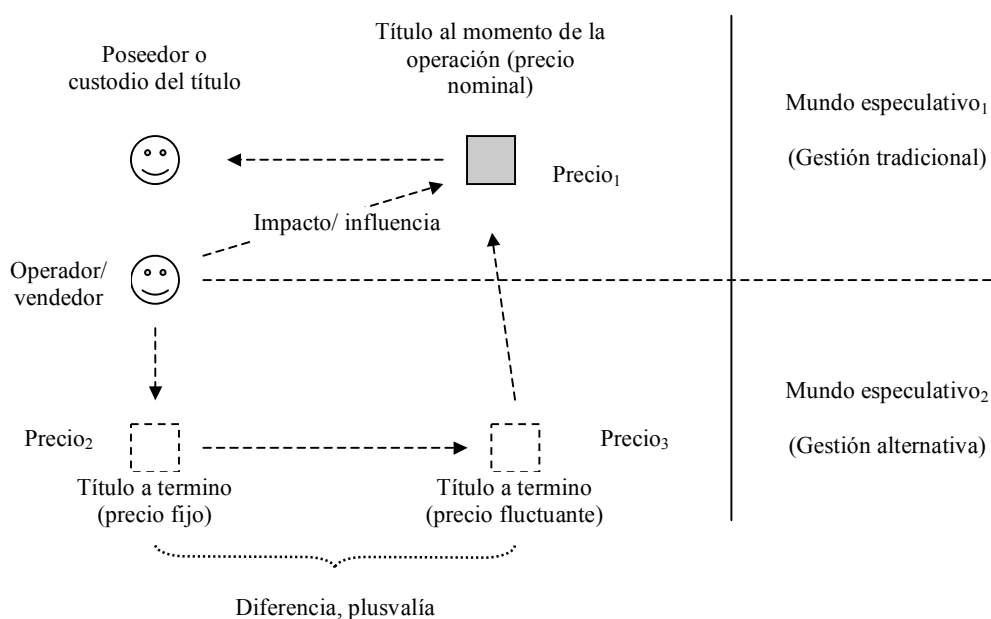 Poseedor o
custodio del título
Título al momento de la
operación (precio
nominal)
Mundo especulativo₁
(Gestión tradicional)
Precio₁
Impacto/ influencia
Operador/
vendedor
Mundo especulativo₂
(Gestión alternativa)
Precio₂
Precio₃
Título a termino
(precio fijo)
Título a termino
(precio fluctuante)
Diferencia, plusvalía